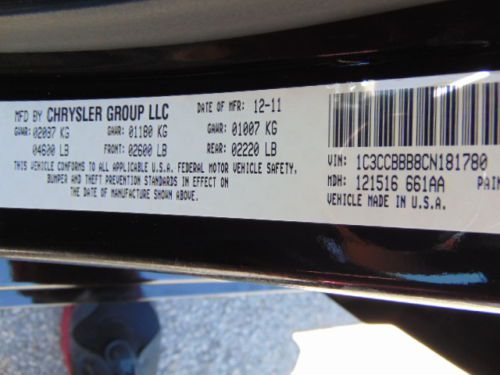 MFD BY CHRYSLER GROUP LLC DATE OF MFR: 12-11
GVWR: 02087 KG GAWR: 01180 KG GAWR: 01007 KG
04600 LB FRONT: 02600 LB REAR: 02220 LB
THIS VEHICLE CONFORMS TO ALL APPLICABLE U.S.A. FEDERAL MOTOR VEHICLE SAFETY,
BUMPER AND THEFT PREVENTION STANDARDS IN EFFECT ON
THE DATE OF MANUFACTURE SHOWN ABOVE.
VIN: 1C3CCBBB8CN181780
MDH: 121516 661AA PAIN
VEHICLE MADE IN U.S.A.